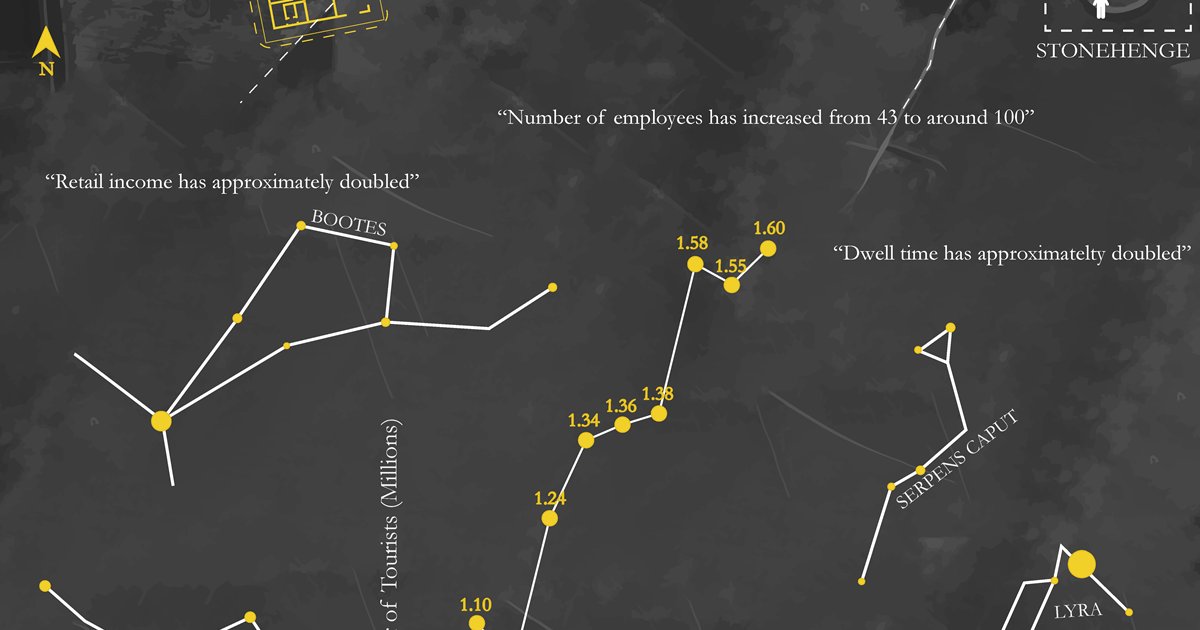 N
STONEHENGE
“Number of employees has increased from 43 to around 100”
“Retail income has approximately doubled”
BOOTES
1.58
1.60
1.55
“Dwell time has approximatelty doubled”
1.34
1.36
1.38
SERPENS CAPUT
of Tourists (Millions)
1.24
1.10
LYRA